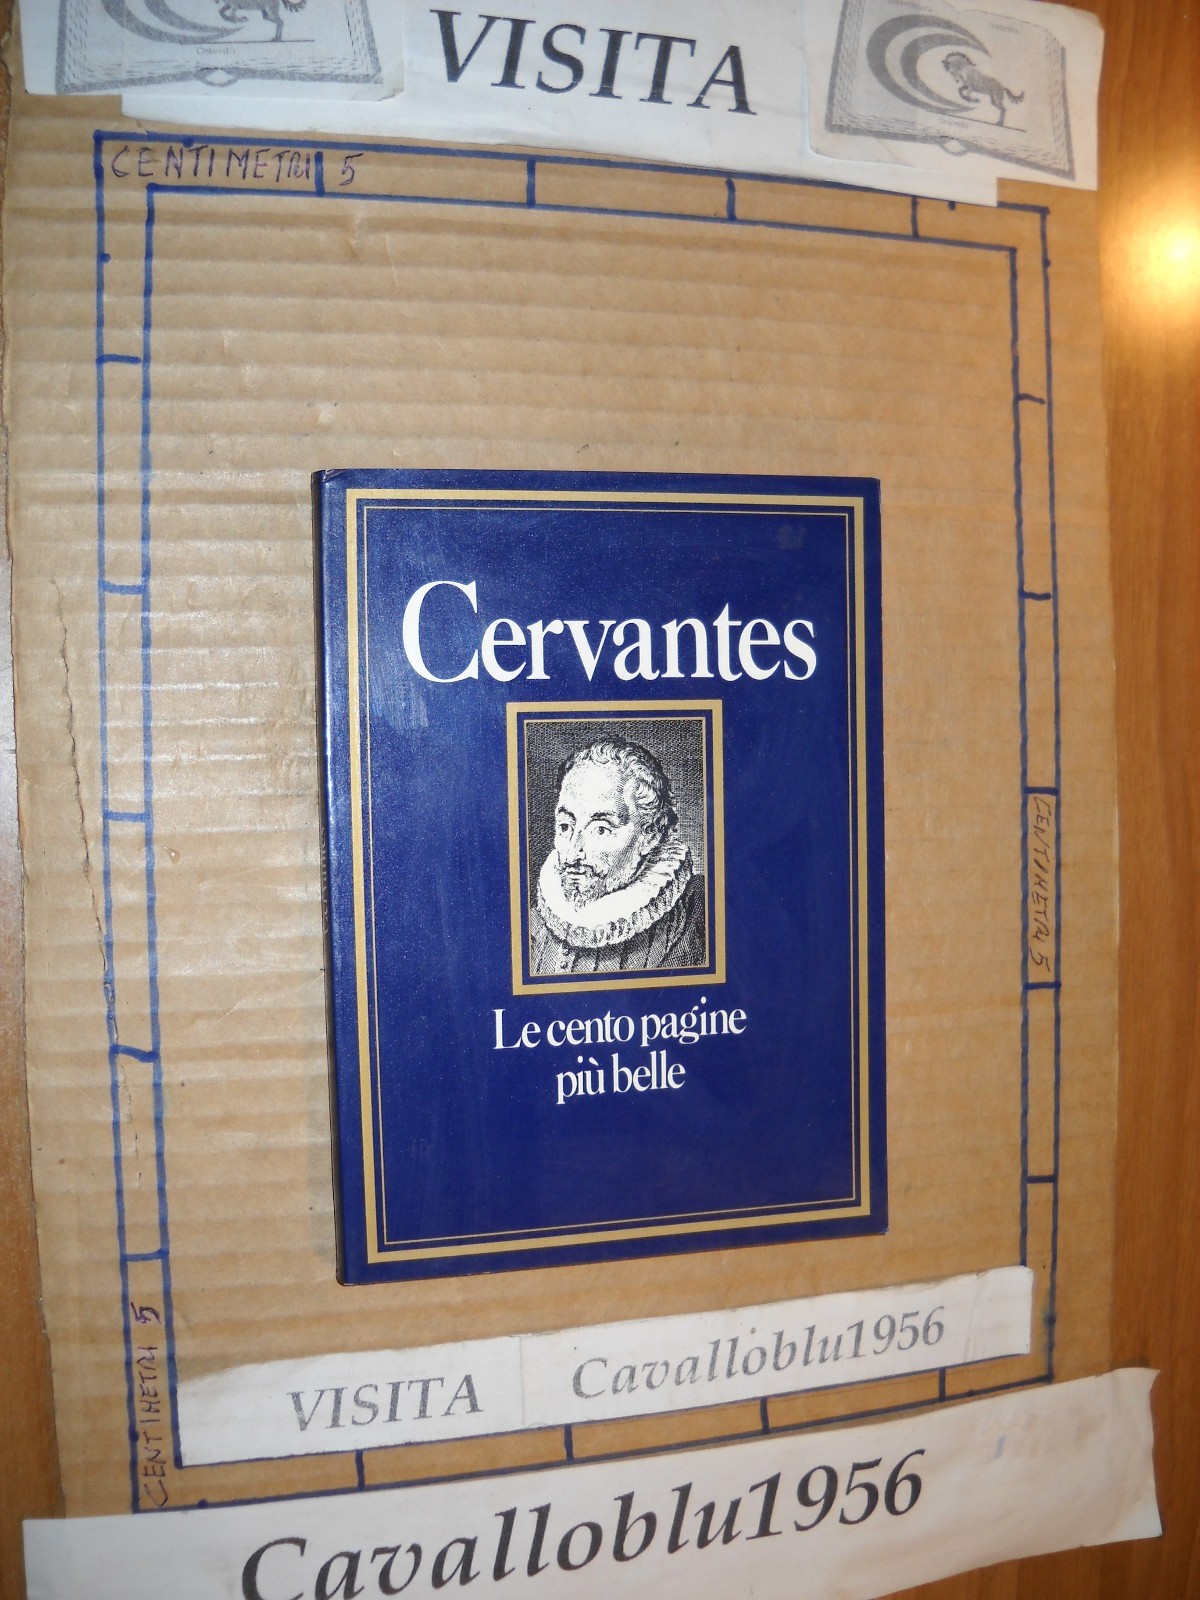 VISITA
CENTIMETRI 5
Cervantes
CENTIMETRI 5
Le cento pagine
più belle
CENTIMETRI 5
VISITA Cavalloblu1956
Cavalloblu1956